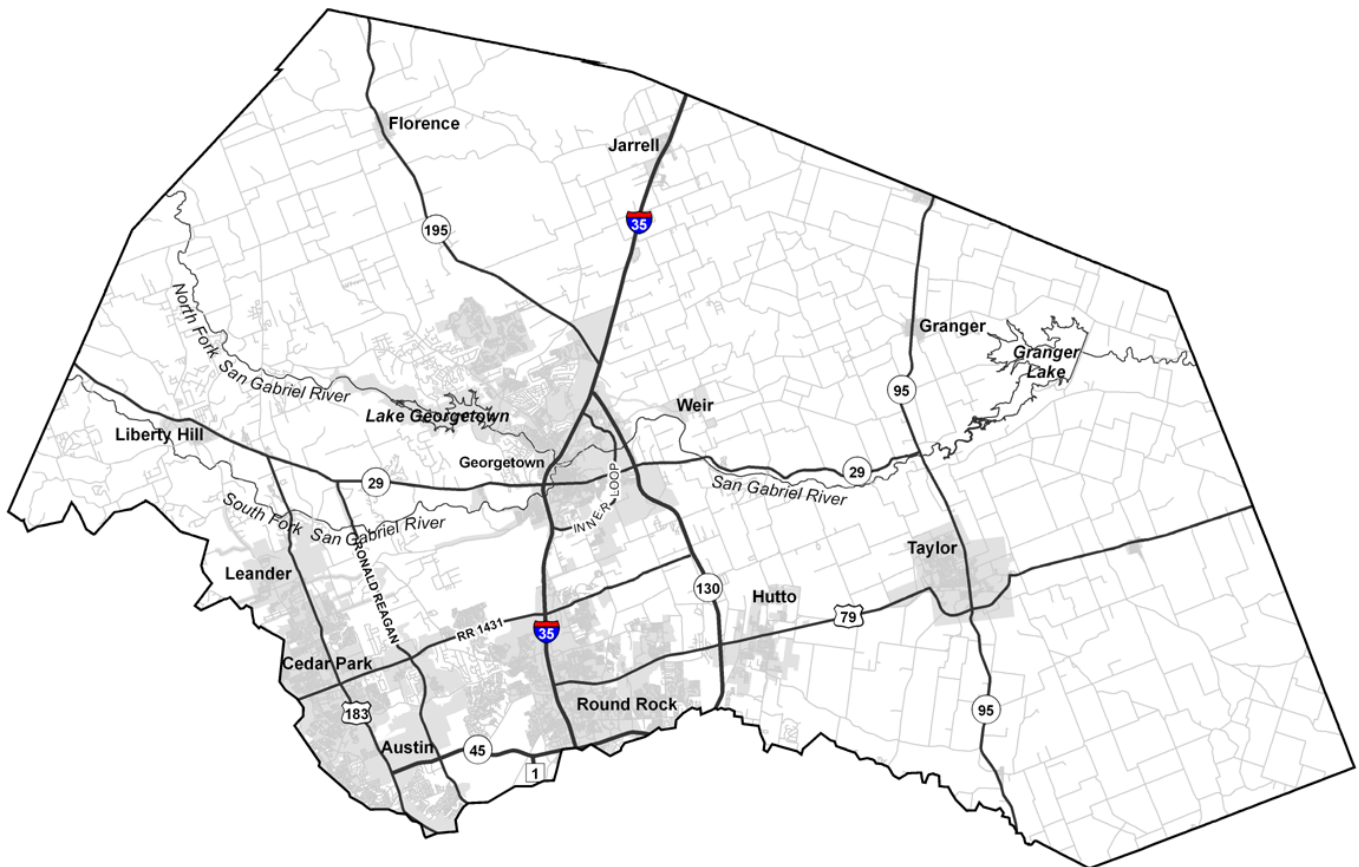 Florence
Jarrell
195
35
North Fork San Gabriel River
Granger
Granger
Lake
95
Lake Georgetown
Weir
Liberty Hill
Georgetown
29
29
INNER LOOP
San Gabriel River
South Fork San Gabriel River
RONALD REAGAN
Leander
Taylor
130
Hutto
79
RR 1431
35
Cedar Park
183
Round Rock
95
Austin
45
1